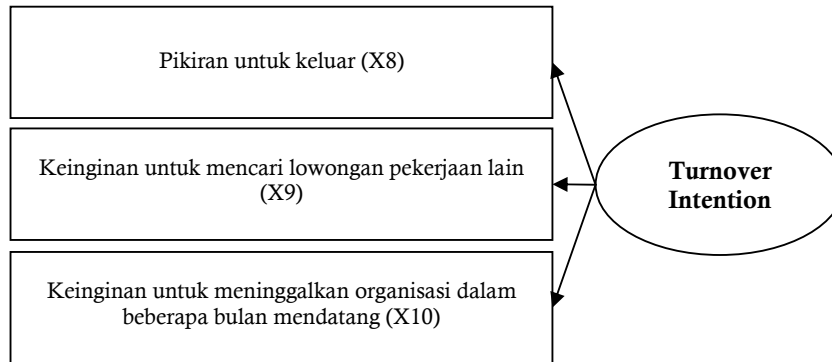 Pikiran untuk keluar (X8)
Keinginan untuk mencari lowongan pekerjaan lain
(X9)
Keinginan untuk meninggalkan organisasi dalam
beberapa bulan mendatang (X10)
Turnover
Intention